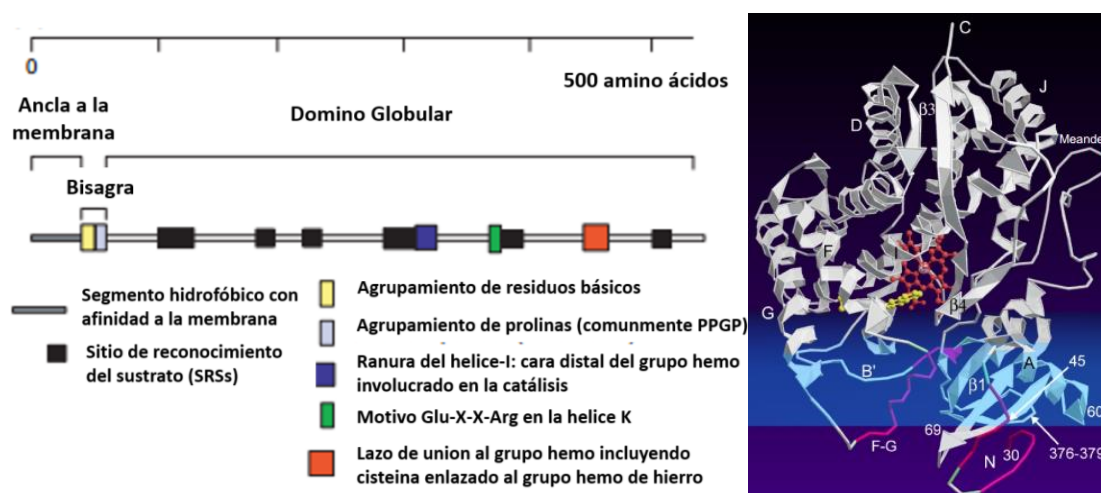 0
500 amino ácidos
Ancla a la
membrana
Domino Globular
Bisagra
Segmento hidrofóbico con
afinidad a la membrana
Sitio de reconocimiento
del sustrato (SRSs)
Agrupamiento de residuos básicos
Agrupamiento de prolinas (comunmente PPGP)
Ranura del helice-I: cara distal del grupo hemo
involucrado en la catálisis
Motivo Glu-X-X-Arg en la helice K
Lazo de union al grupo hemo incluyendo
cisteina enlazado al grupo hemo de hierro
C
J
β3
D
Meande
F
G
β4
B'
A
45
β1
60
69
F-G
N
30
376-379